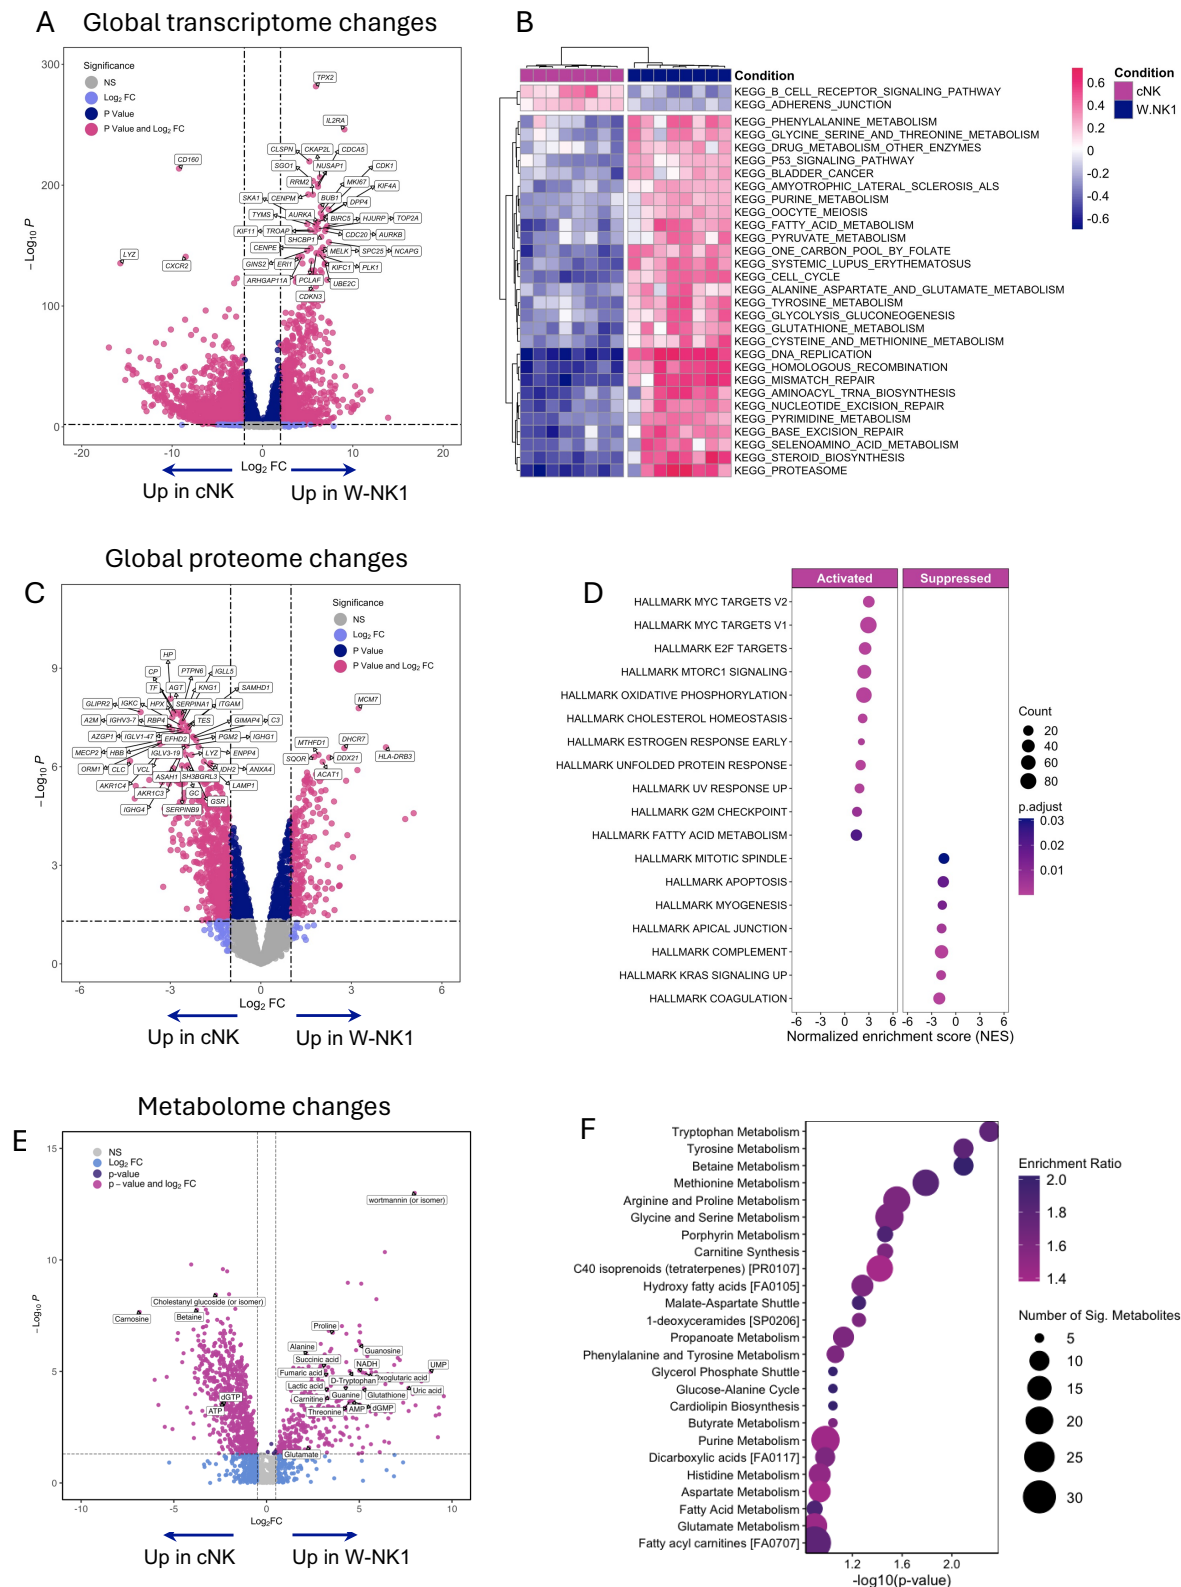 A Global transcriptome changes
Significance
NS
Log2 FC
P Value
P Value and Log2 FC
300
200
100
0
– Log10 P
TPX2
IL2RA
CD160
CLSPN CKAP2L CDCA5
SGO1 NUSAP1 CDK1
RRM2 MKI67 KIF4A
SKA1 CENPM BUB1 DPP4
TYMS AURKA BIRC5 HJURP TOP2A
KIF11 TROAP CDC20 AURKB
SHCBP1
CENPE MELK SPC25 NCAPG
LYZ
CXCR2
GINS2 ERI1 KIFC1 PLK1
ARHGAP11A PCLAF UBE2C
CDKN3
-20 -10 0 10 20
Log2 FC
Up in cNK Up in W-NK1
B
Condition
KEGG_B_CELL_RECEPTOR_SIGNALING_PATHWAY
KEGG_ADHERENS_JUNCTION
KEGG_PHENYLALANINE_METABOLISM
KEGG_GLYCINE_SERINE_AND_THREONINE_METABOLISM
KEGG_DRUG_METABOLISM_OTHER_ENZYMES
KEGG_P53_SIGNALING_PATHWAY
KEGG_BLADDER_CANCER
KEGG_AMYOTROPHIC_LATERAL_SCLEROSIS_ALS
KEGG_PURINE_METABOLISM
KEGG_OOCYTE_MEIOSIS
KEGG_FATTY_ACID_METABOLISM
KEGG_PYRUVATE_METABOLISM
KEGG_ONE_CARBON_POOL_BY_FOLATE
KEGG_SYSTEMIC_LUPUS_ERYTHEMATOSUS
KEGG_CELL_CYCLE
KEGG_ALANINE_ASPARTATE_AND_GLUTAMATE_METABOLISM
KEGG_TYROSINE_METABOLISM
KEGG_GLYCOLYSIS_GLUCONEOGENESIS
KEGG_GLUTATHIONE_METABOLISM
KEGG_CYSTEINE_AND_METHIONINE_METABOLISM
KEGG_DNA_REPLICATION
KEGG_HOMOLOGOUS_RECOMBINATION
KEGG_MISMATCH_REPAIR
KEGG_AMINOACYL_TRNA_BIOSYNTHESIS
KEGG_NUCLEOTIDE_EXCISION_REPAIR
KEGG_PYRIMIDINE_METABOLISM
KEGG_BASE_EXCISION_REPAIR
KEGG_SELENOAMINO_ACID_METABOLISM
KEGG_STEROID_BIOSYNTHESIS
KEGG_PROTEASOME
0.6
0.4
0.2
0
-0.2
-0.4
-0.6
Condition
cNK
W.NK1
Global proteome changes
C
Significance
NS
Log2 FC
P Value
P Value and Log2 FC
9
6
3
0
– Log10 P
HP
CP PTPN6 IGLL5
TF AGT KNG1 SAMHD1
GLIPR2 IGKC HPX SERPINA1 ITGAM
A2M IGHV3-7 RBP4 TES GIMAP4 C3
AZGP1 IGLV1-47 EFHD2 PGM2 IGHG1
MECP2 HBB IGLV3-19 LYZ ENPP4
ORM1 CLC VCL IDH2 ANXA4
AKR1C4 ASAH1 SH3BGRL3 LAMP1
AKR1C3 GC
GSR
IGHG4 SERPINB9
MCM7
MTHFD1 DHCR7
SQOR DDX21 HLA-DRB3
ACAT1
-6 -3 0 3 6
Log2 FC
Up in cNK Up in W-NK1
D
Activated Suppressed
HALLMARK MYC TARGETS V2
HALLMARK MYC TARGETS V1
HALLMARK E2F TARGETS
HALLMARK MTORC1 SIGNALING
HALLMARK OXIDATIVE PHOSPHORYLATION
HALLMARK CHOLESTEROL HOMEOSTASIS
HALLMARK ESTROGEN RESPONSE EARLY
HALLMARK UNFOLDED PROTEIN RESPONSE
HALLMARK UV RESPONSE UP
HALLMARK G2M CHECKPOINT
HALLMARK FATTY ACID METABOLISM
HALLMARK MITOTIC SPINDLE
HALLMARK APOPTOSIS
HALLMARK MYOGENESIS
HALLMARK APICAL JUNCTION
HALLMARK COMPLEMENT
HALLMARK KRAS SIGNALING UP
HALLMARK COAGULATION
-6 -3 0 3 6 -6 -3 0 3 6
Normalized enrichment score (NES)
Count
20
40
60
80
p.adjust
0.03
0.02
0.01
Metabolome changes
E
NS
Log2 FC
p-value
p – value and log2 FC
15
10
5
0
–Log10 P
wortmannin (or isomer)
Cholestanyl glucoside (or isomer)
Carnosine
Betaine
Proline
Alanine Guanosine
Succinic acid NADH UMP
Fumaric acid oxoglutaric acid
Lactic acid D-Tryptophan Uric acid
Carnitine Guanine Glutathione
Threonine AMP dGMP
dGTP
ATP
Glutamate
-10 -5 0 5 10
Log2FC
Up in cNK Up in W-NK1
F
Tryptophan Metabolism
Tyrosine Metabolism
Betaine Metabolism
Methionine Metabolism
Arginine and Proline Metabolism
Glycine and Serine Metabolism
Porphyrin Metabolism
Carnitine Synthesis
C40 isoprenoids (tetraterpenes) [PR0107]
Hydroxy fatty acids [FA0105]
Malate-Aspartate Shuttle
1-deoxyceramides [SP0206]
Propanoate Metabolism
Phenylalanine and Tyrosine Metabolism
Glycerol Phosphate Shuttle
Glucose-Alanine Cycle
Cardiolipin Biosynthesis
Butyrate Metabolism
Purine Metabolism
Dicarboxylic acids [FA0117]
Histidine Metabolism
Aspartate Metabolism
Fatty Acid Metabolism
Glutamate Metabolism
Fatty acyl carnitines [FA0707]
1.2 1.6 2.0
-log10(p-value)
Enrichment Ratio
2.0
1.8
1.6
1.4
Number of Sig. Metabolites
5
10
15
20
25
30